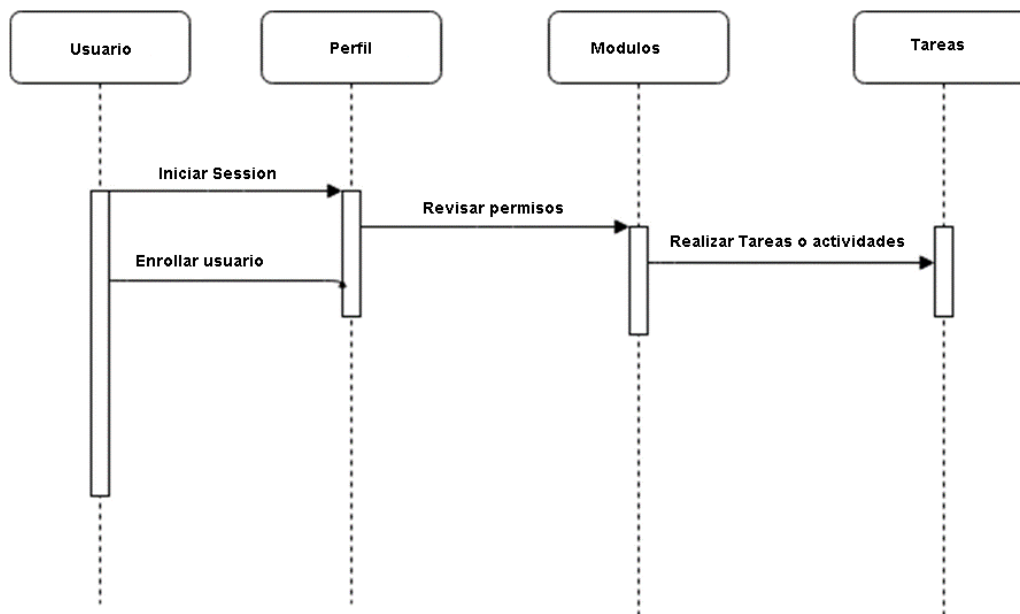 Usuario
Perfil
Modulos
Tareas
Iniciar Session
Revisar permisos
Realizar Tareas o actividades
Enrollar usuario